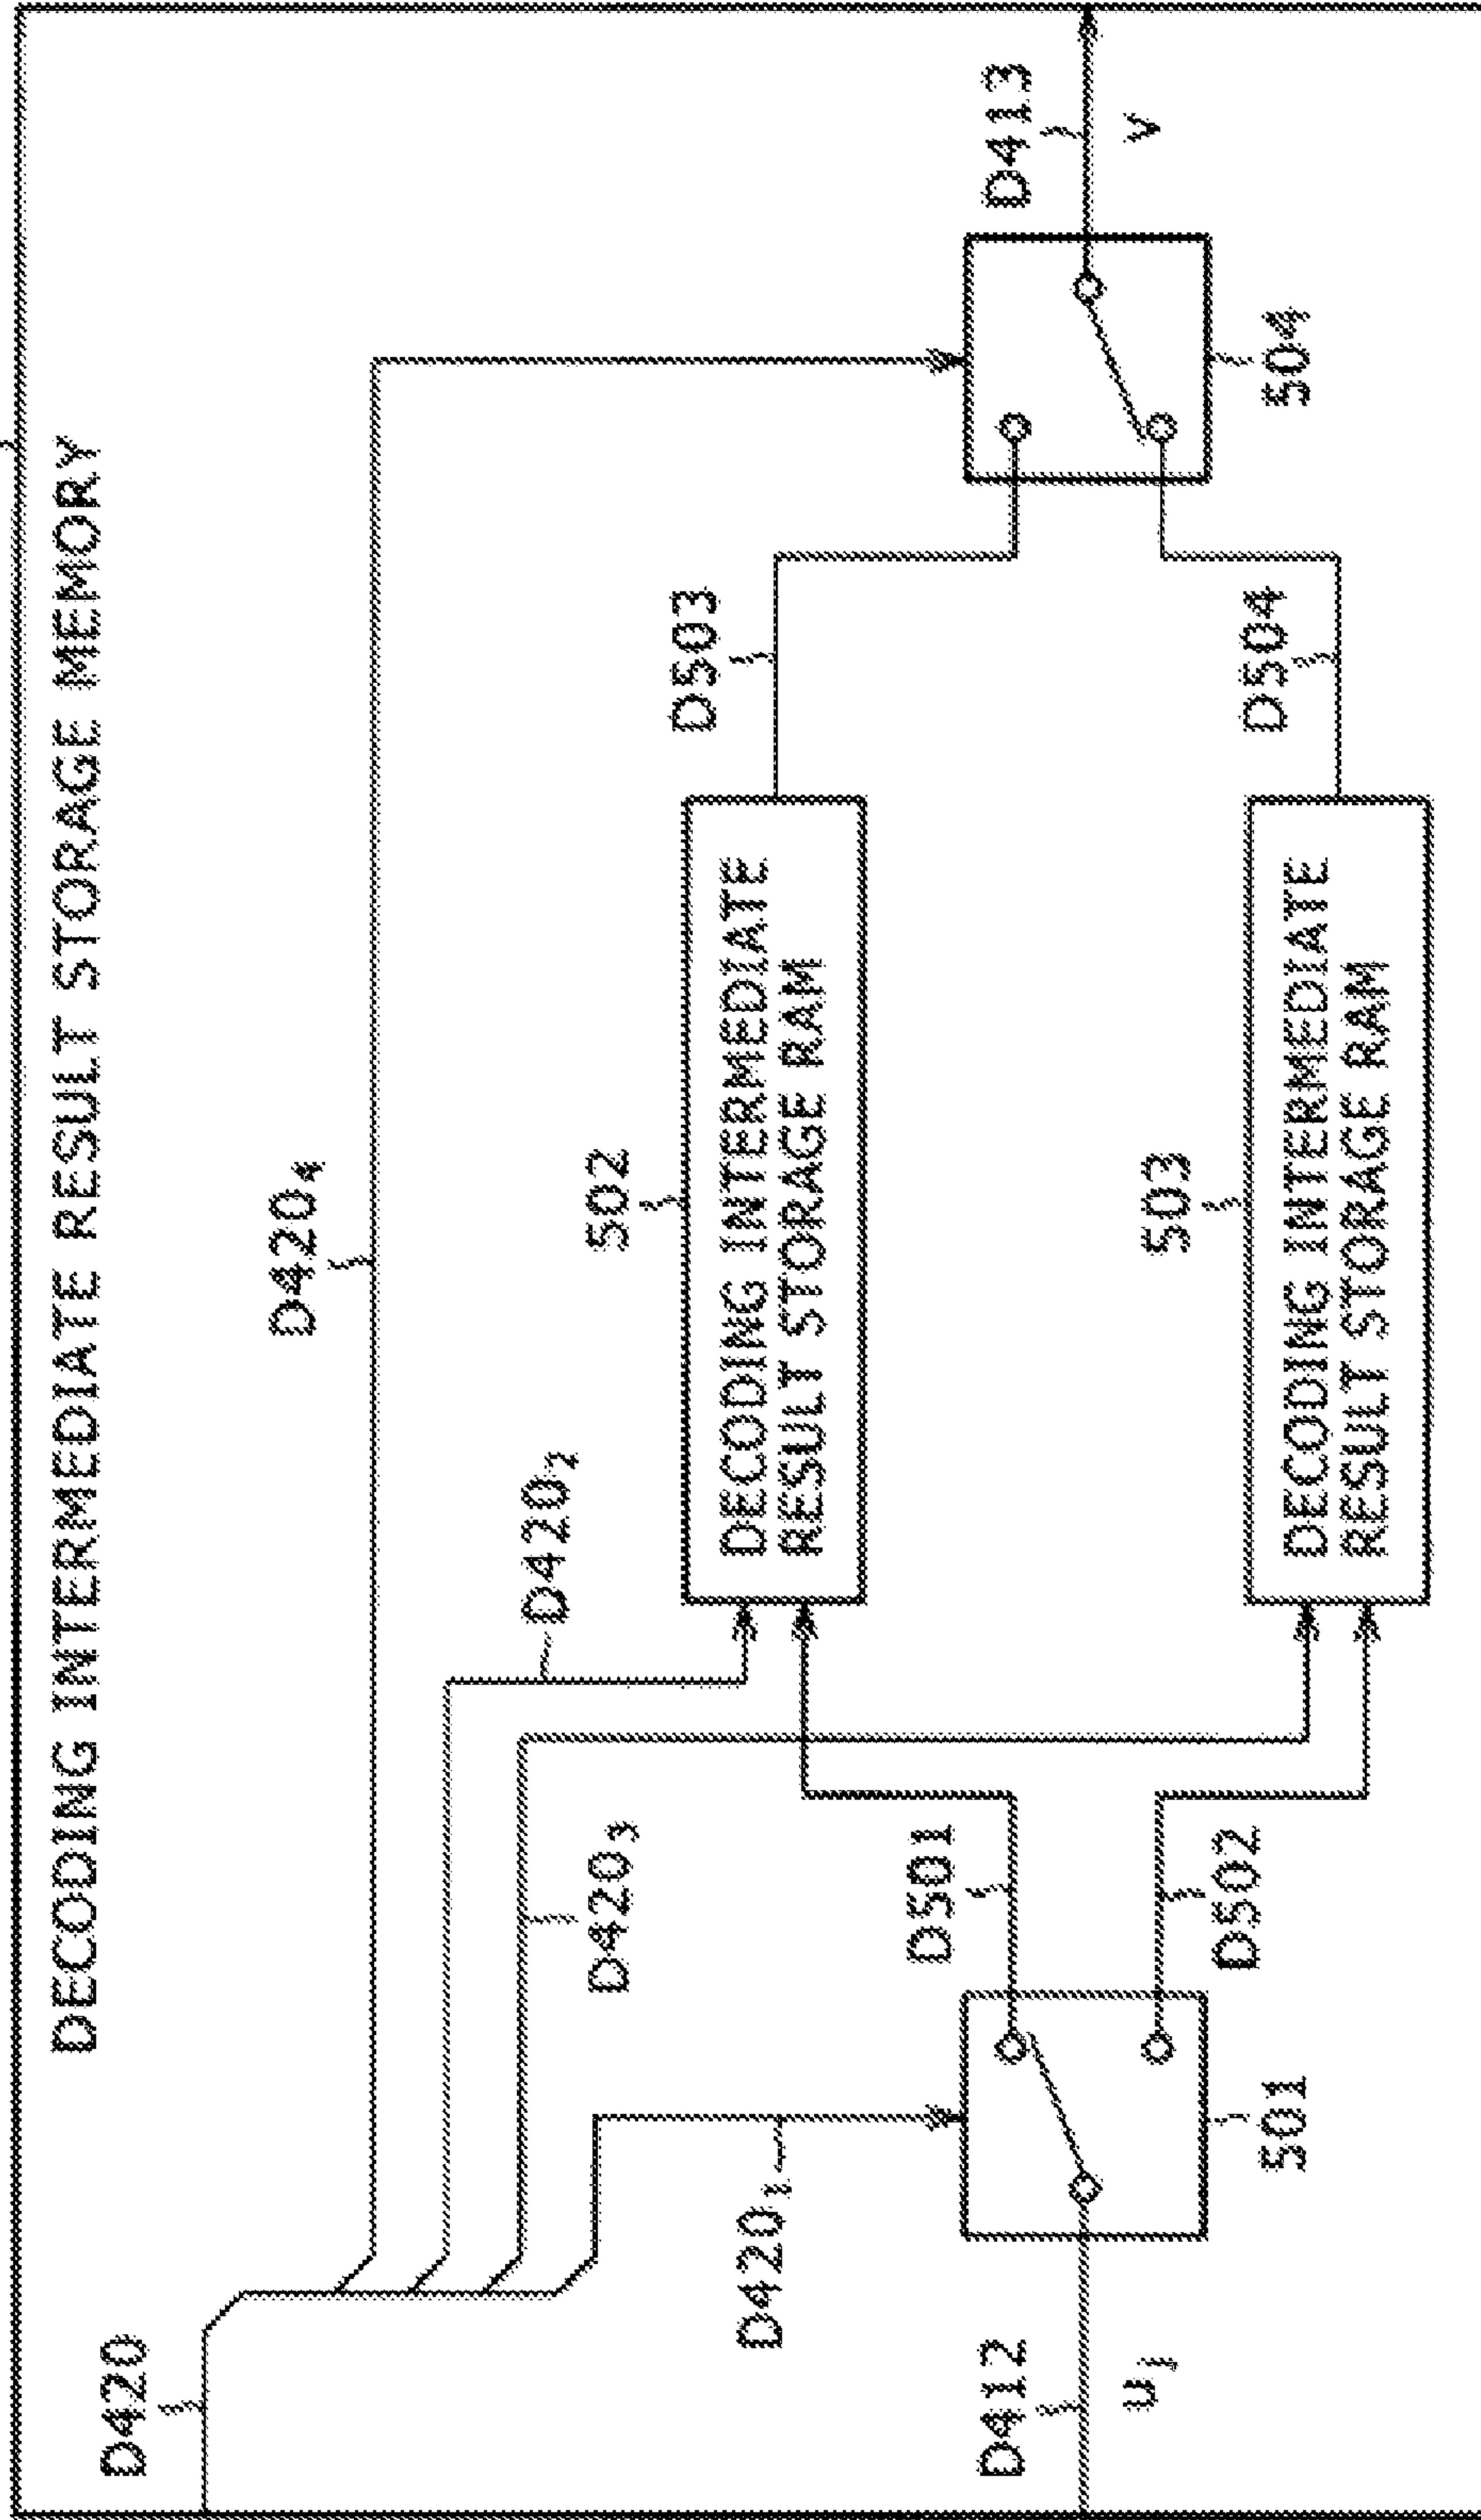 DECODING INTERMEDIATE RESULT STORAGE MEMORY
D420
D420₄
D420₂
D420₃
D420₁
502
DECODING INTERMEDIATE
RESULT STORAGE RAM
D503
D413
v
D412
uⱼ
501
D501
D502
503
DECODING INTERMEDIATE
RESULT STORAGE RAM
D504
504